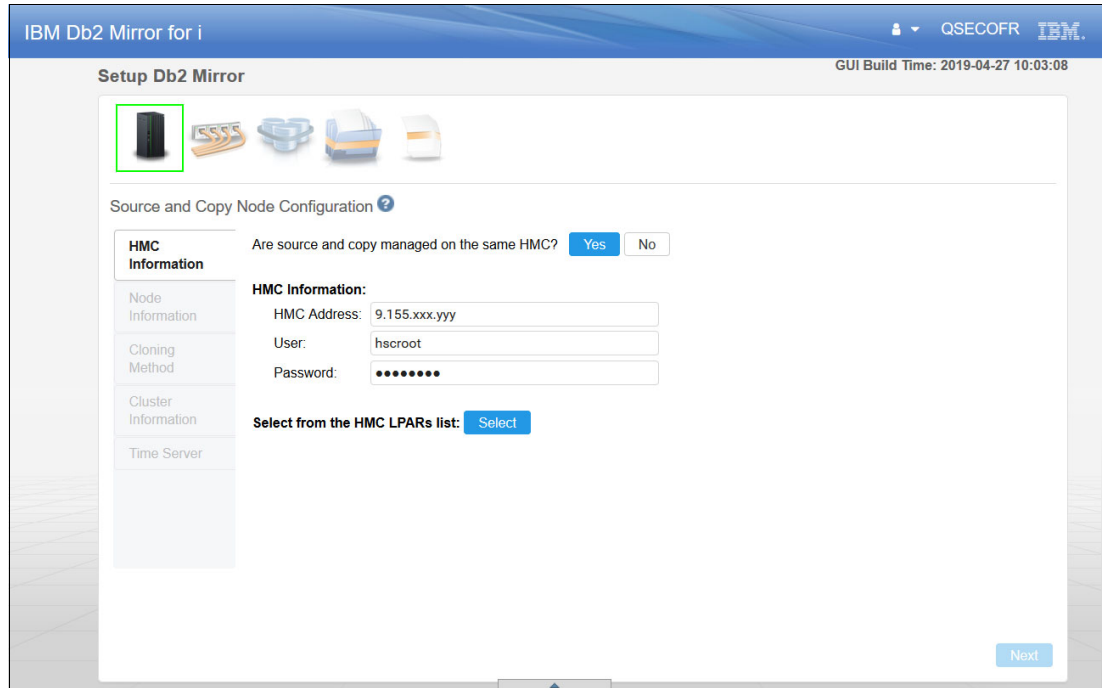 IBM Db2 Mirror for i
QSECOFR IBM.
GUI Build Time: 2019-04-27 10:03:08
Setup Db2 Mirror
Source and Copy Node Configuration ?
HMC
Information
Are source and copy managed on the same HMC? Yes No
HMC Information:
HMC Address: 9.155.xxx.yyy
User: hscroot
Password: ●●●●●●●●
Select from the HMC LPARs list: Select
Node
Information
Cloning
Method
Cluster
Information
Time Server
Next